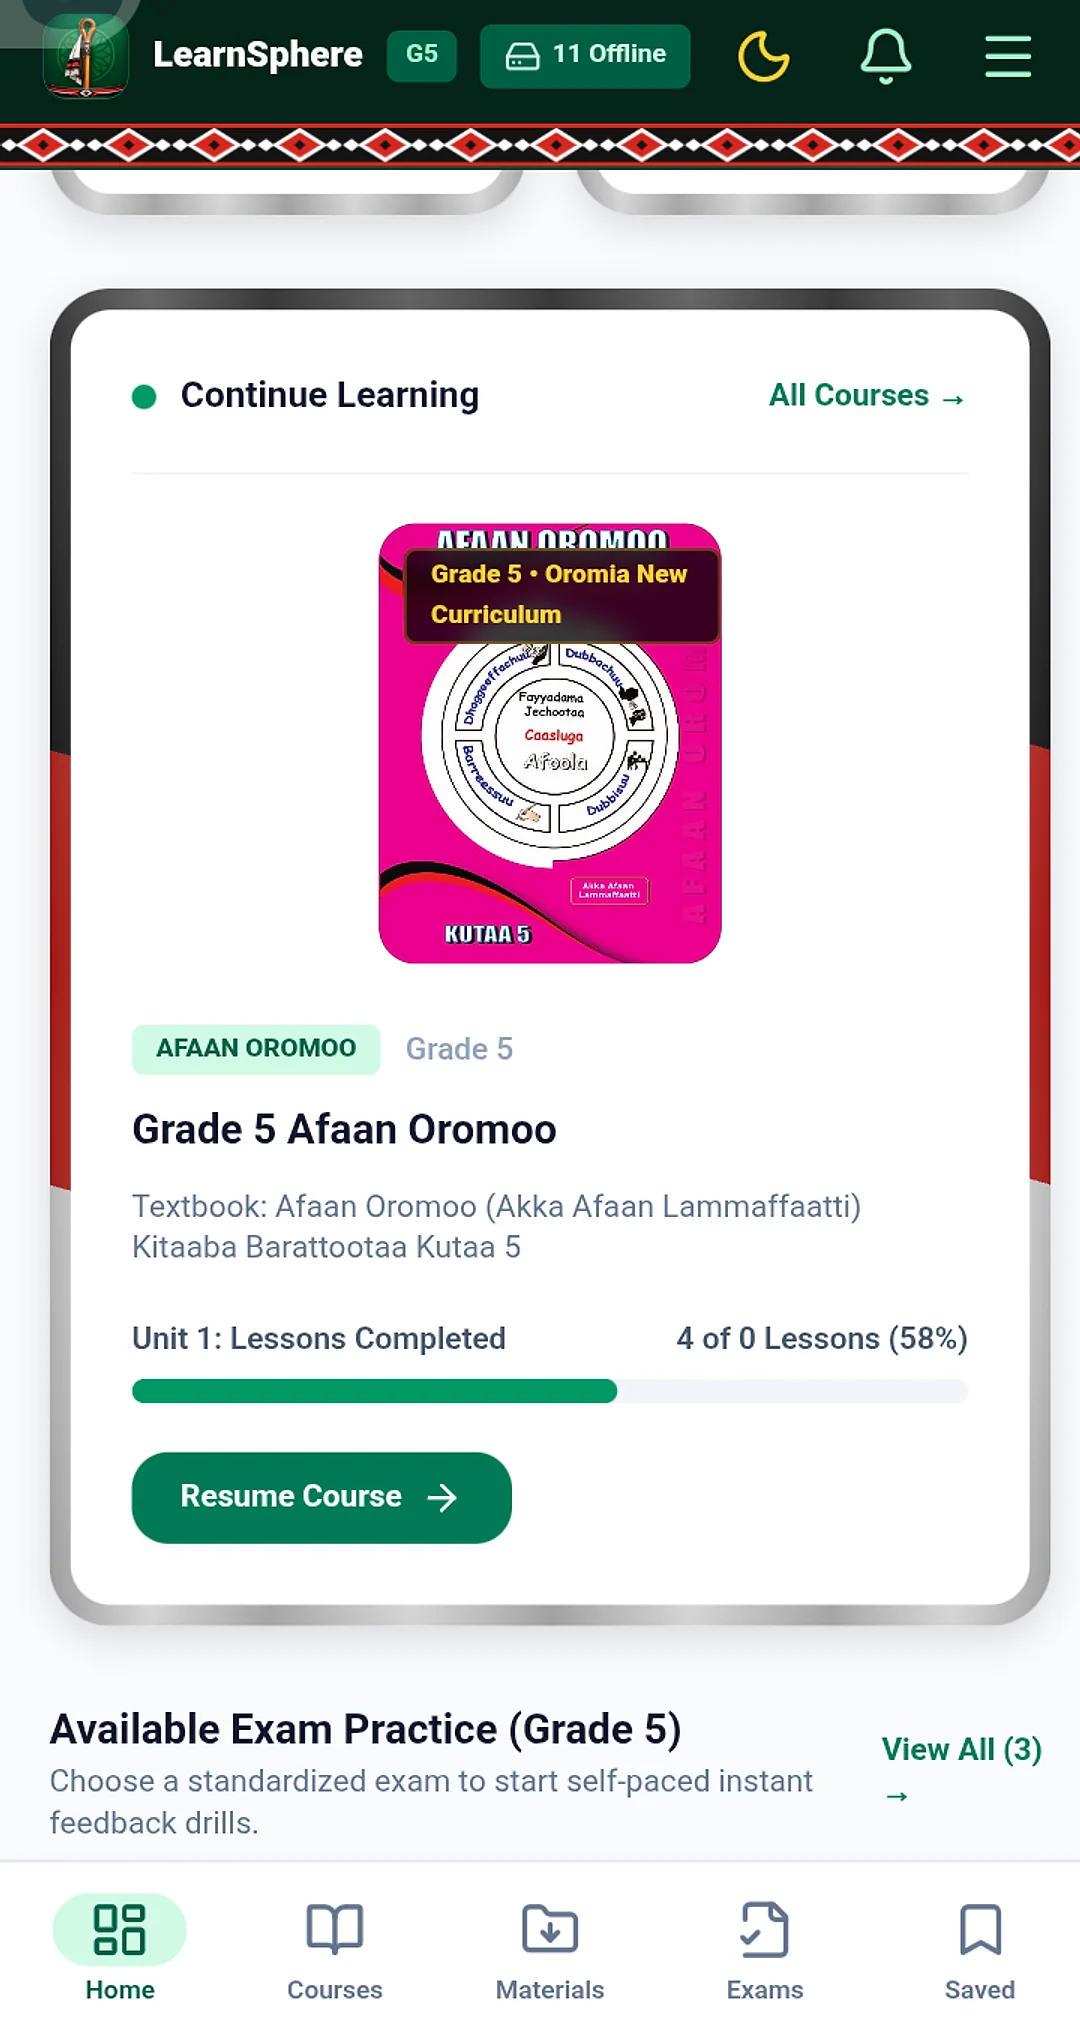 LearnSphere
G5
11 Offline
Continue Learning
All Courses →
AFAAN OROMOO
Grade 5 • Oromia New
Curriculum
Dhaggeeffachuu
Dubbachuu
Fayyadama
Jechootaa
Caasluga
Afoola
Barreessuu
Dubbisuu
AFAAN OROM
Akka Afaan
Lammaffaatti
KUTAA 5
AFAAN OROMOO
Grade 5
Grade 5 Afaan Oromoo
Textbook: Afaan Oromoo (Akka Afaan Lammaffaatti)
Kitaaba Barattootaa Kutaa 5
Unit 1: Lessons Completed
4 of 0 Lessons (58%)
Resume Course →
Available Exam Practice (Grade 5)
View All (3)
→
Choose a standardized exam to start self-paced instant
feedback drills.
Home
Courses
Materials
Exams
Saved